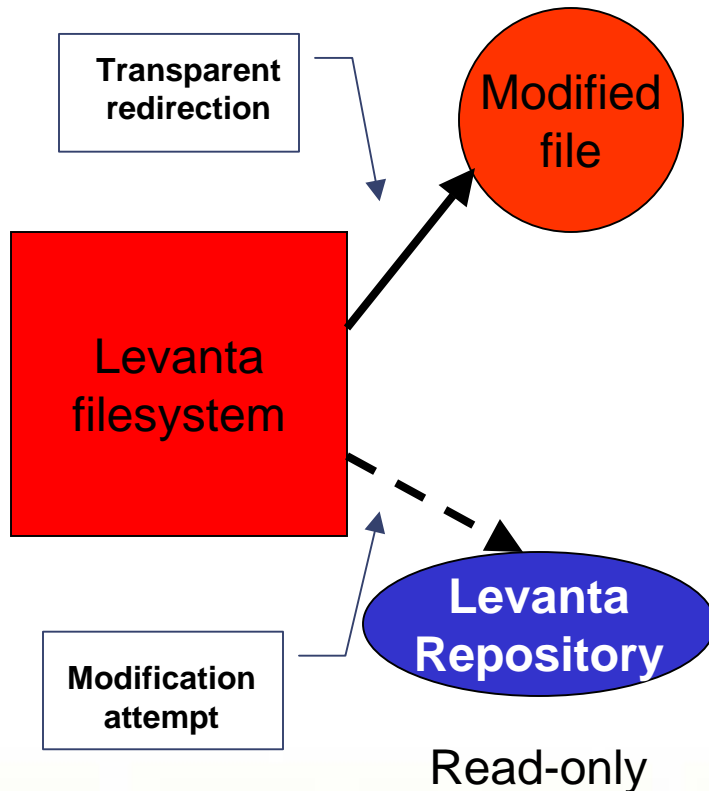 Transparent
redirection
Modified
file
Levanta
filesystem
Levanta
Repository
Modification
attempt
Read-only